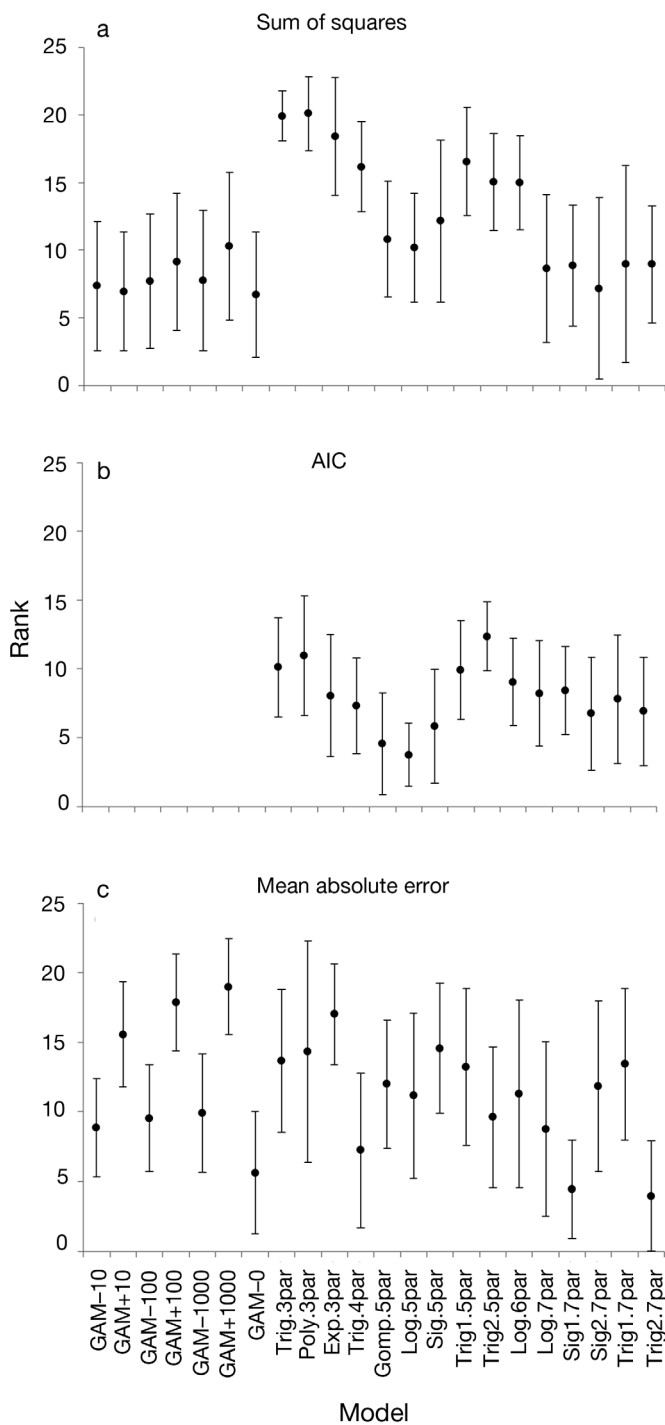 a
Sum of squares
25
20
15
10
5
0
b
AIC
25
20
15
10
5
0
Rank
c
Mean absolute error
25
20
15
10
5
0
GAM–10
GAM+10
GAM–100
GAM+100
GAM–1000
GAM+1000
GAM–0
Trig.3par
Poly.3par
Exp.3par
Trig.4par
Gomp.5par
Log.5par
Sig.5par
Trig1.5par
Trig2.5par
Log.6par
Log.7par
Sig1.7par
Sig2.7par
Trig1.7par
Trig2.7par
Model